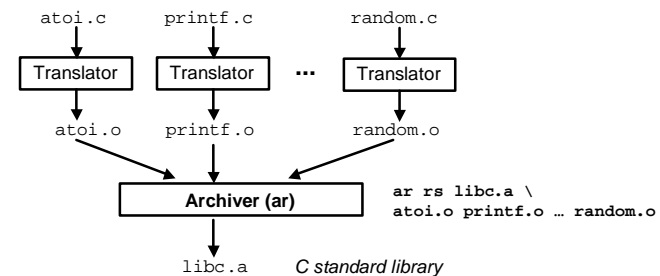 atoi.c printf.c random.c
Translator Translator ... Translator
atoi.o printf.o random.o
Archiver (ar) ar rs libc.a \
atoi.o printf.o … random.o
libc.a C standard library